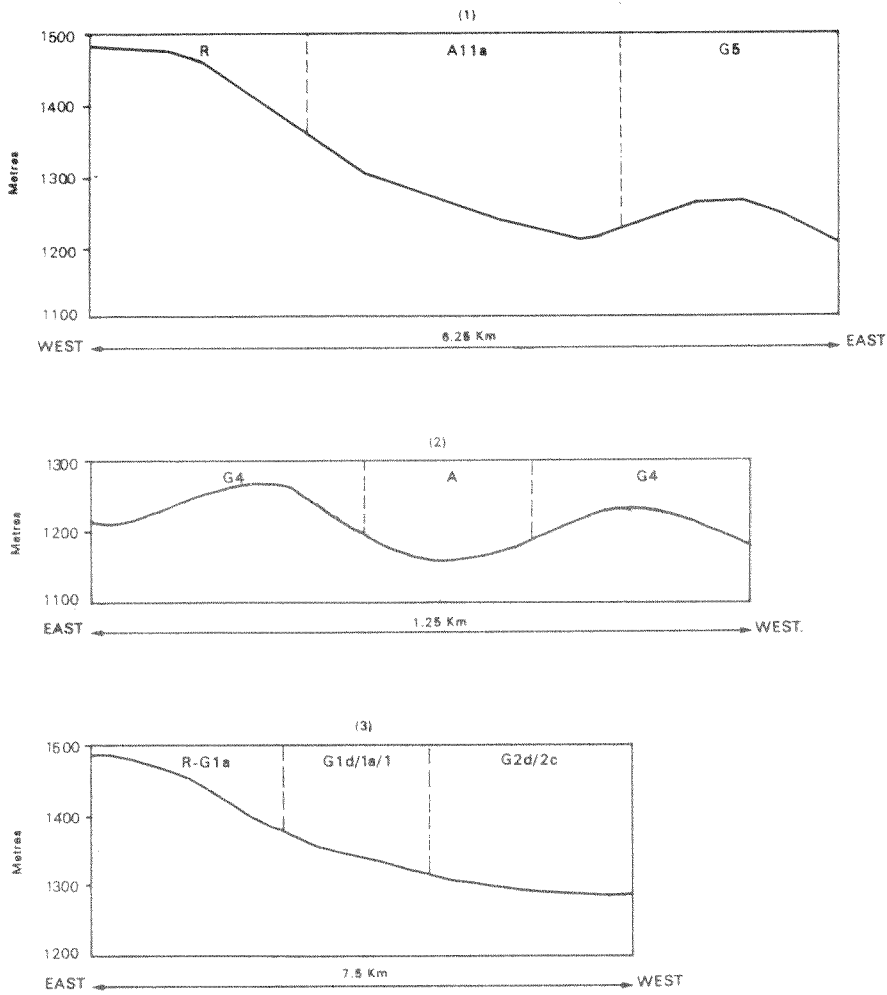 (1)
1500
R A11a G5
1400
Metres
1300
1200
1100
6.25 Km
WEST EAST
(2)
1300
G4 A G4
Metres
1200
1100
1.25 Km
EAST WEST.
(3)
1500
R-G1a G1d/1a/1 G2d/2c
1400
Metres
1300
1200
7.5 Km
EAST WEST